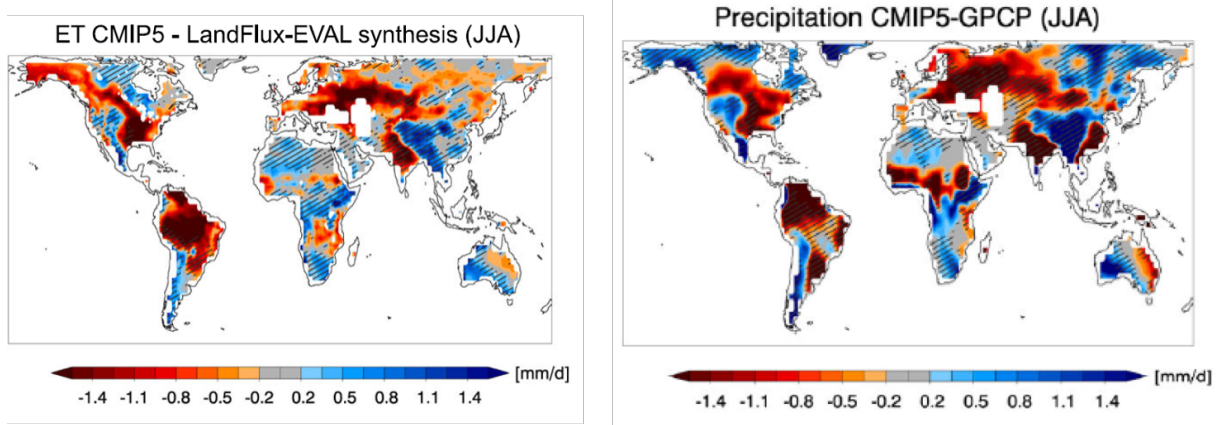 ET CMIP5 - LandFlux-EVAL synthesis (JJA)
[mm/d]
-1.4 -1.1 -0.8 -0.5 -0.2 0.2 0.5 0.8 1.1 1.4
Precipitation CMIP5-GPCP (JJA)
[mm/d]
-1.4 -1.1 -0.8 -0.5 -0.2 0.2 0.5 0.8 1.1 1.4